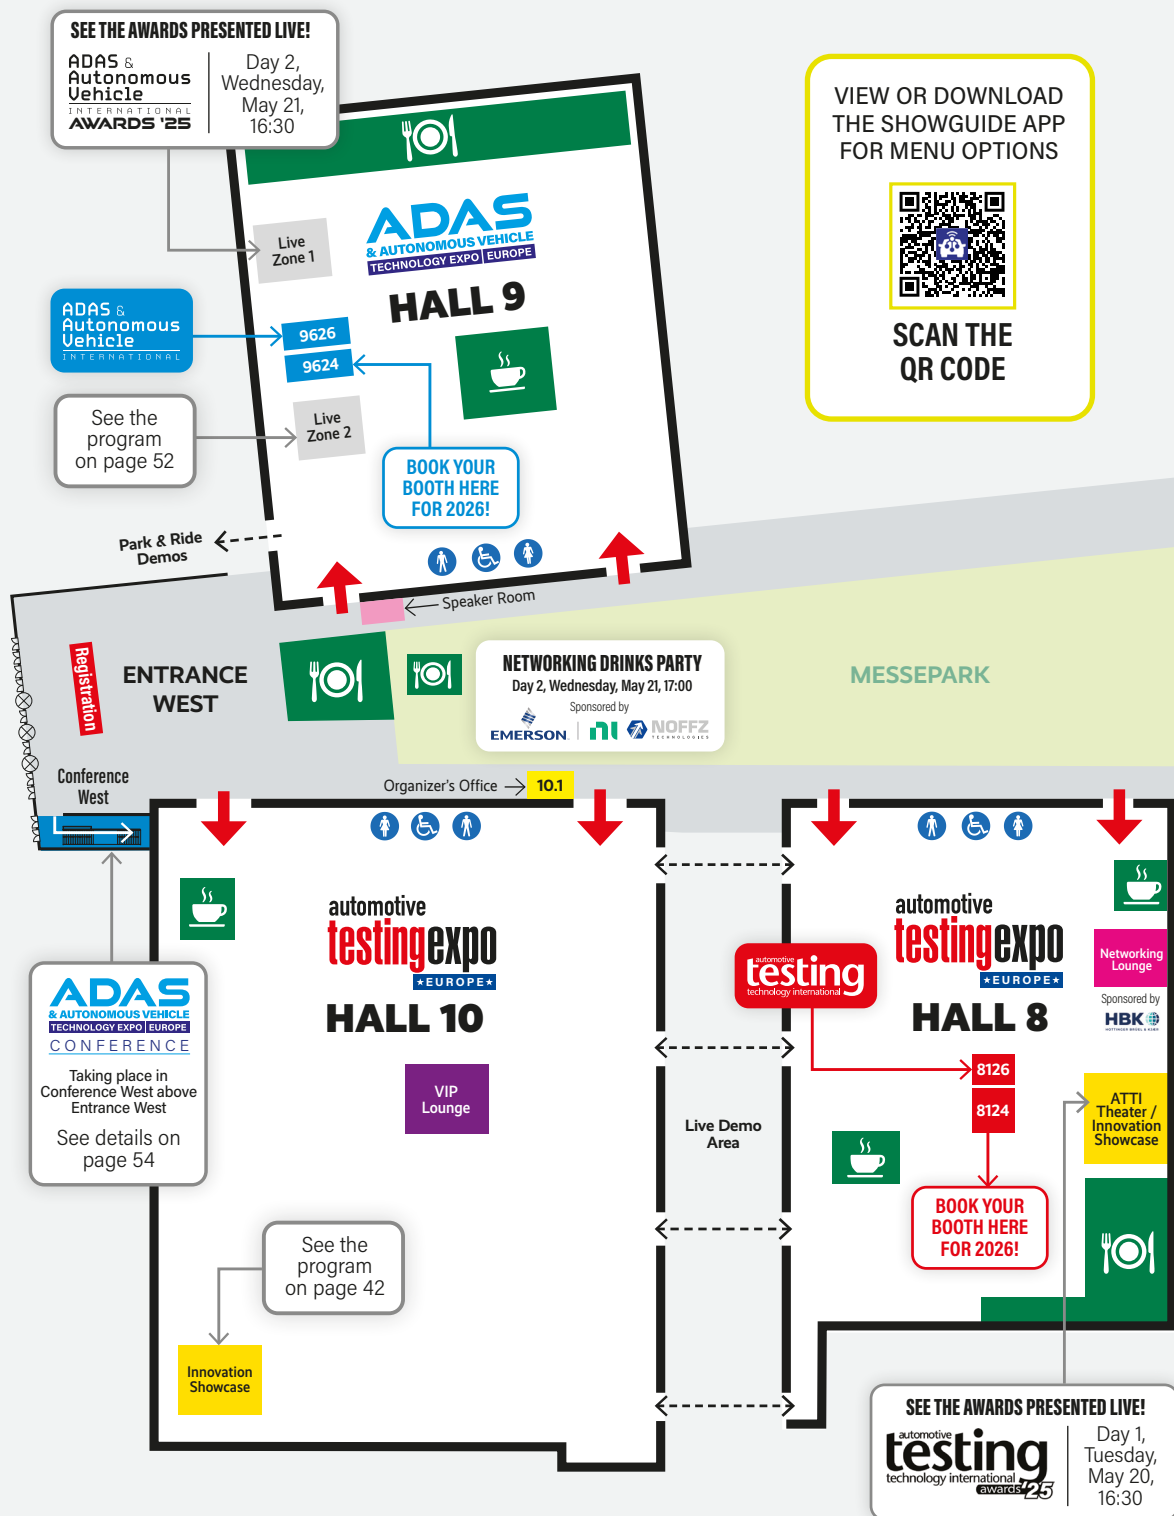 SEE THE AWARDS PRESENTED LIVE!
ADAS &
Autonomous
Vehicle
INTERNATIONAL
AWARDS '25
Day 2,
Wednesday,
May 21,
16:30
VIEW OR DOWNLOAD
THE SHOWGUIDE APP
FOR MENU OPTIONS
SCAN THE
QR CODE
Live
Zone 1
ADAS
& AUTONOMOUS VEHICLE
TECHNOLOGY EXPO EUROPE
HALL 9
ADAS &
Autonomous
Vehicle
INTERNATIONAL
9626
9624
See the
program
on page 52
Live
Zone 2
BOOK YOUR
BOOTH HERE
FOR 2026!
Park & Ride
Demos
Speaker Room
Registration
ENTRANCE
WEST
NETWORKING DRINKS PARTY
Day 2, Wednesday, May 21, 17:00
Sponsored by
EMERSON
ni
NOFFZ
TECHNOLOGIES
MESSEPARK
Conference
West
Organizer's Office
10.1
automotive
testingexpo
★EUROPE★
HALL 10
VIP
Lounge
ADAS
& AUTONOMOUS VEHICLE
TECHNOLOGY EXPO EUROPE
CONFERENCE
Taking place in
Conference West above
Entrance West
See details on
page 54
See the
program
on page 42
Innovation
Showcase
Live Demo
Area
automotive
testing
technology international
automotive
testingexpo
★EUROPE★
HALL 8
Networking
Lounge
Sponsored by
HBK
HOTTINGER BRÜEL & KJÆR
8126
8124
ATTI
Theater /
Innovation
Showcase
BOOK YOUR
BOOTH HERE
FOR 2026!
SEE THE AWARDS PRESENTED LIVE!
automotive
testing
technology international
awards '25
Day 1,
Tuesday,
May 20,
16:30